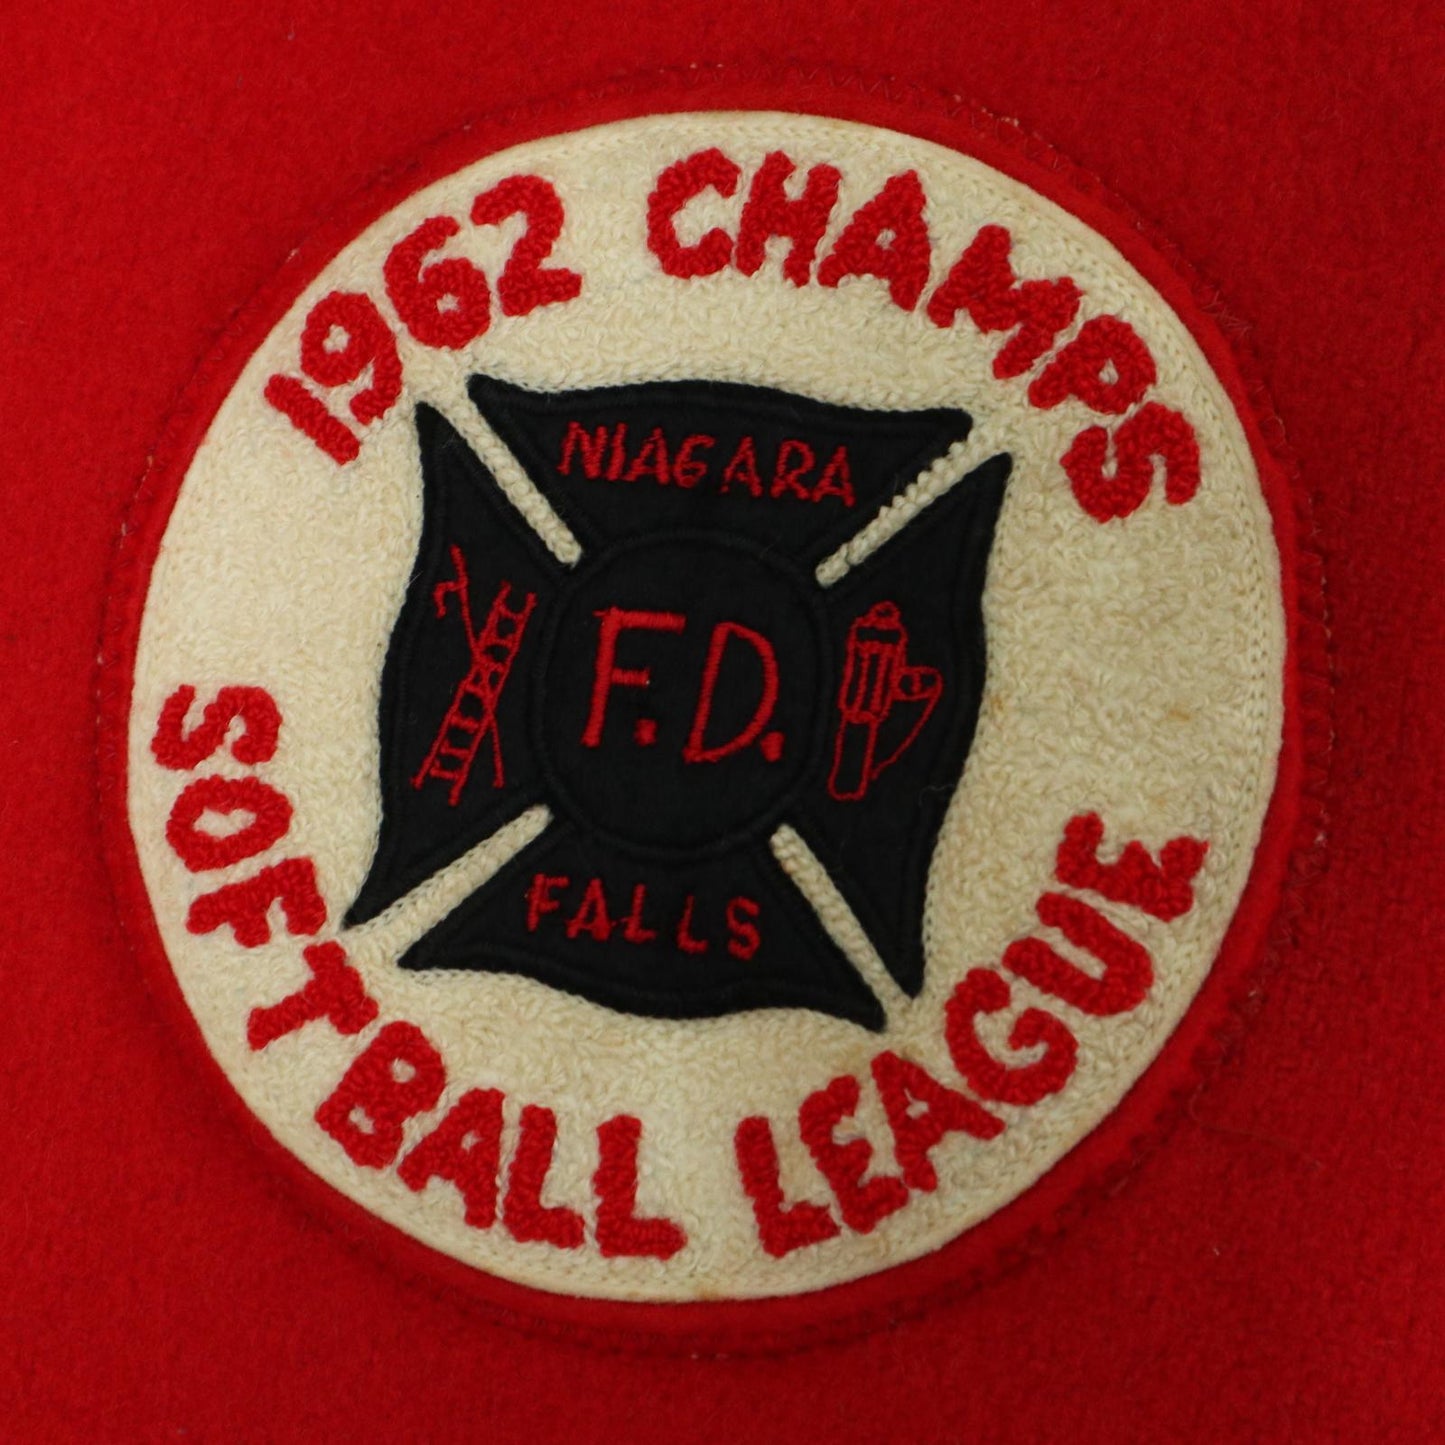 1962 CHAMPS
NIAGARA
F.D.
FALLS
SOFTBALL LEAGUE